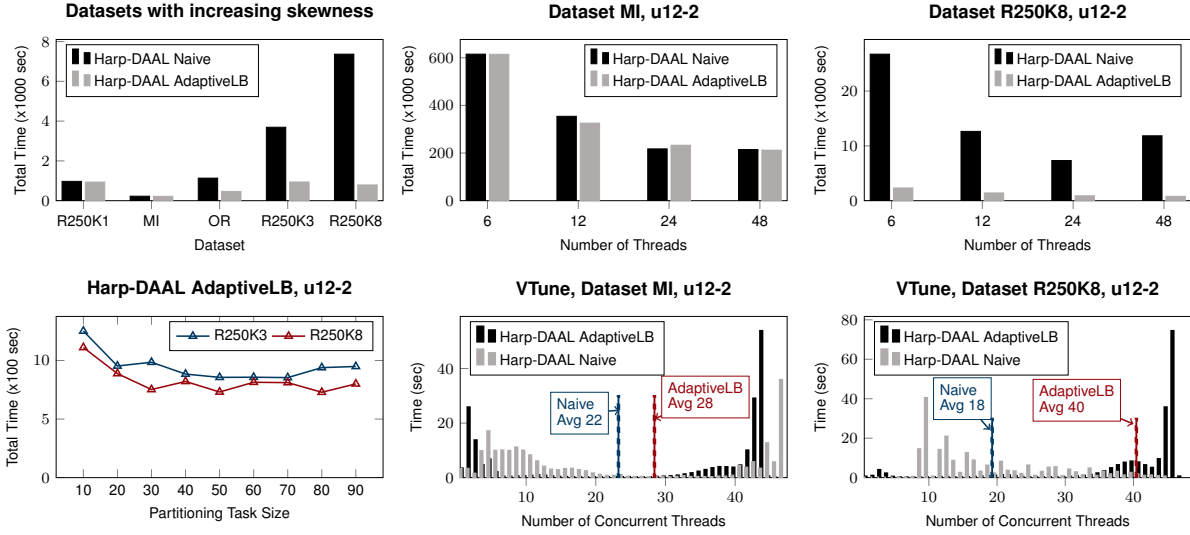 Datasets with increasing skewness
Total Time (x1000 sec)
8
6
4
2
0
Harp-DAAL Naive
Harp-DAAL AdaptiveLB
R250K1 MI OR R250K3 R250K8
Dataset
Dataset MI, u12-2
Total Time (x1000 sec)
600
400
200
0
Harp-DAAL Naive
Harp-DAAL AdaptiveLB
6 12 24 48
Number of Threads
Dataset R250K8, u12-2
Total Time (x1000 sec)
20
10
0
Harp-DAAL Naive
Harp-DAAL AdaptiveLB
6 12 24 48
Number of Threads
Harp-DAAL AdaptiveLB, u12-2
Total Time (x100 sec)
10
5
0
R250K3 R250K8
10 20 30 40 50 60 70 80 90
Partitioning Task Size
VTune, Dataset MI, u12-2
Time (sec)
60
40
20
0
Harp-DAAL AdaptiveLB
Harp-DAAL Naive
Naive
Avg 22
AdaptiveLB
Avg 28
10 20 30 40
Number of Concurrent Threads
VTune, Dataset R250K8, u12-2
Time (sec)
80
60
40
20
0
Harp-DAAL AdaptiveLB
Harp-DAAL Naive
Naive
Avg 18
AdaptiveLB
Avg 40
10 20 30 40
Number of Concurrent Threads